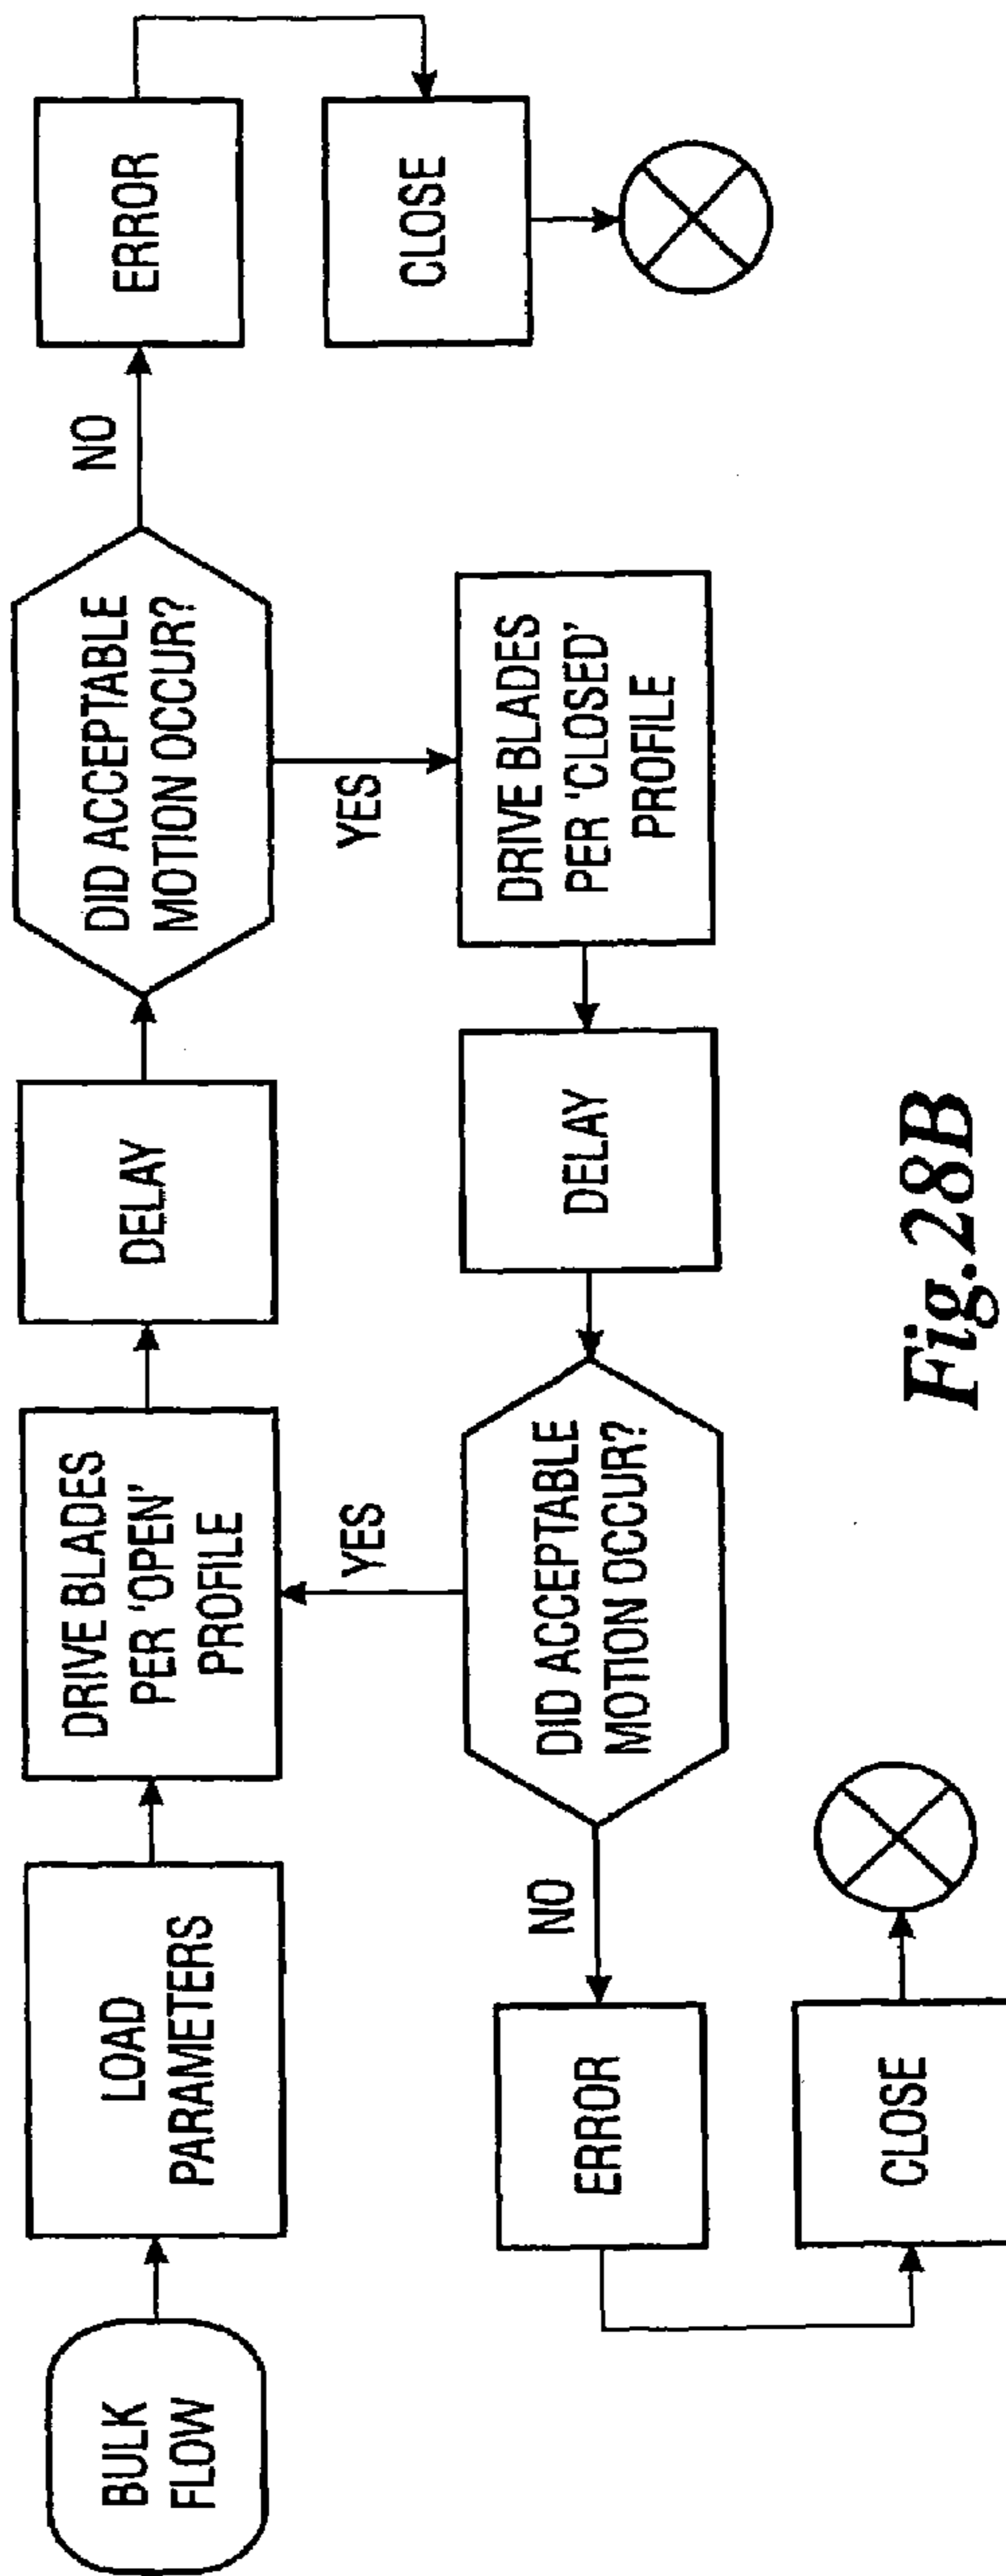 BULK
FLOW
LOAD
PARAMETERS
DRIVE BLADES
PER 'OPEN'
PROFILE
DELAY
DID ACCEPTABLE
MOTION OCCUR?
NO
ERROR
CLOSE
YES
DRIVE BLADES
PER 'CLOSED'
PROFILE
DELAY
DID ACCEPTABLE
MOTION OCCUR?
YES
NO
ERROR
CLOSE
Fig.28B